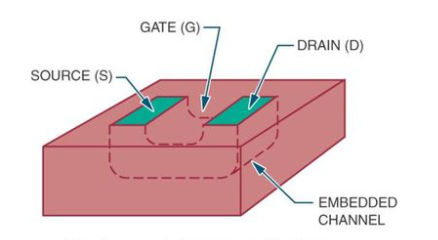 GATE (G)
DRAIN (D)
SOURCE (S)
EMBEDDED
CHANNEL